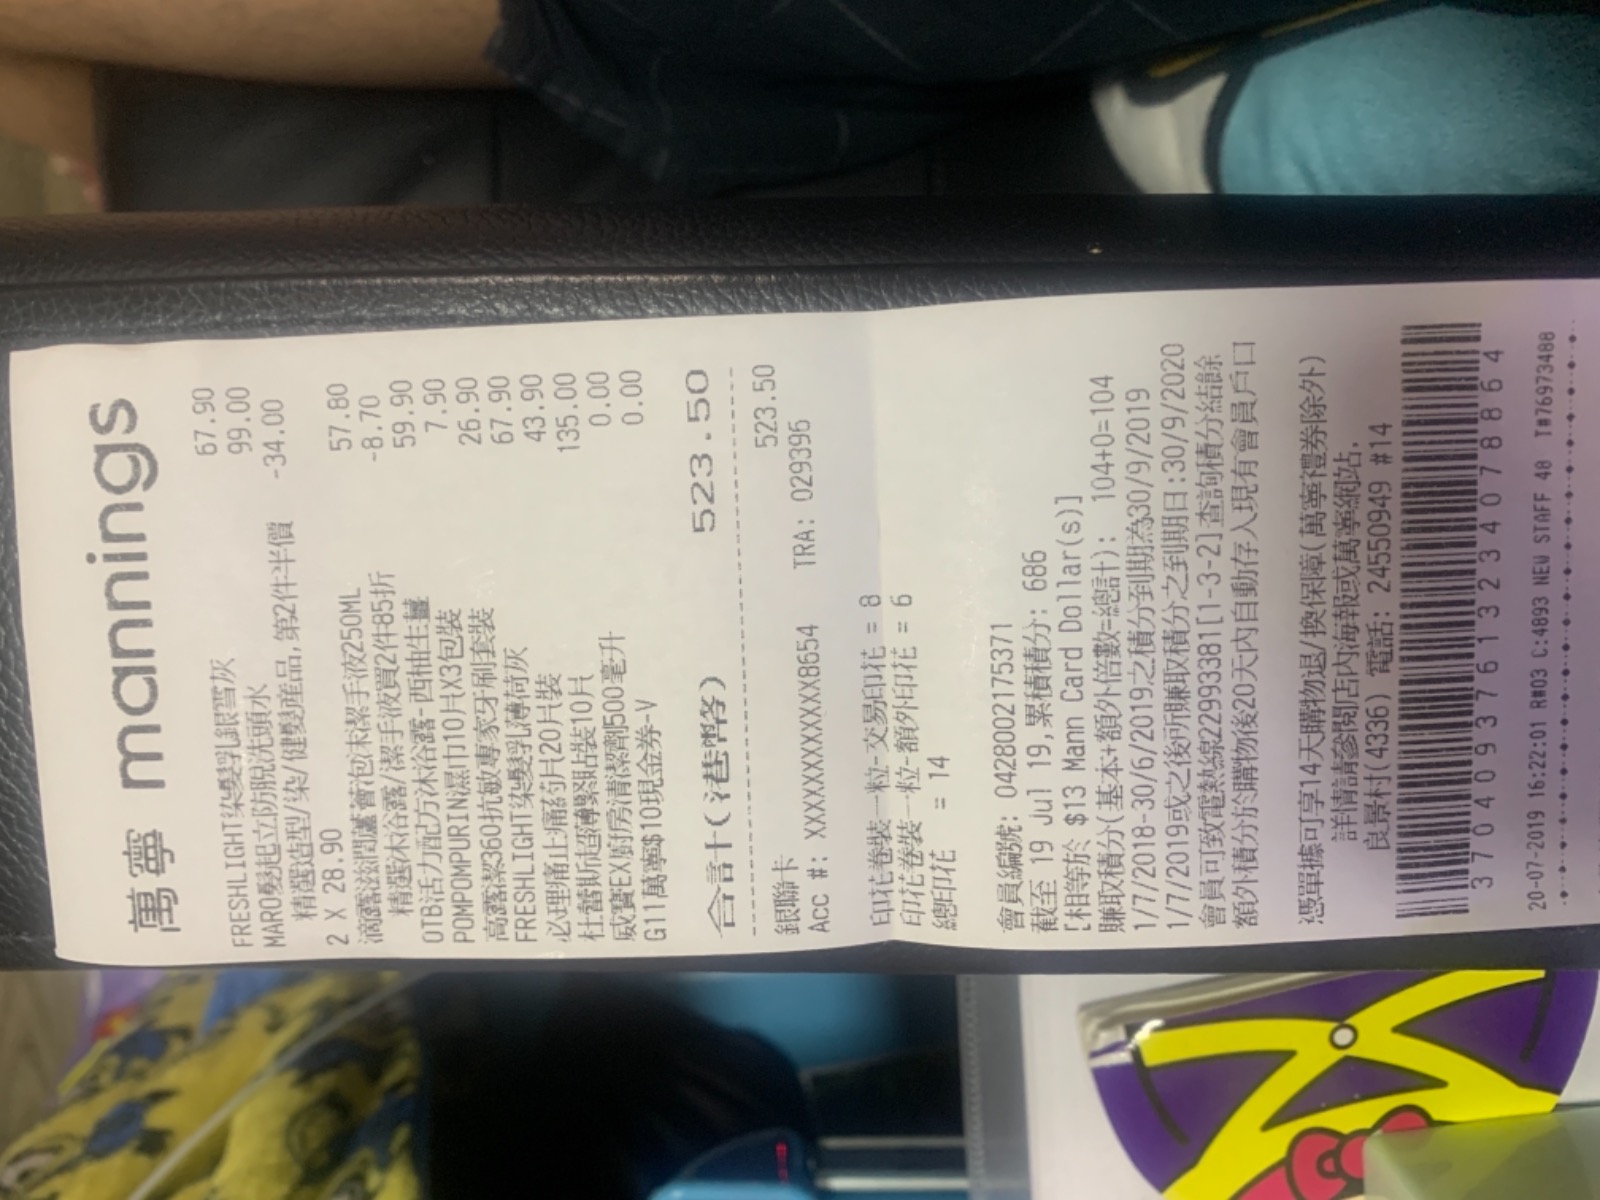 萬寧 mannings
FRESHLIGHT染髮乳銀雪灰 67.90
MARO髮起立防脫洗頭水 99.00
精選造型/染/健髮產品,第2件半價 -34.00
2 X 28.90
滴露滋潤蘆薈泡沫潔手液250ML 57.80
精選沐浴露/潔手液買2件85折 -8.70
OTB活力配方沐浴露-西柚生薑 59.90
POMPOMPURIN濕巾10片X3包裝 7.90
高露潔360抗敏專家牙刷套裝 26.90
FRESHLIGHT染髮乳薄荷灰 67.90
必理痛止痛葯片20片裝 43.90
杜蕾斯超薄緊貼裝10片 135.00
威寶EX廚房清潔劑500毫升 0.00
G11萬寧$10現金券-V 0.00
合計(港幣) 523.50
銀聯卡 523.50
Acc #: XXXXXXXXXXXX8654 TRA: 029396
印花卷裝一粒-交易印花 = 8
印花卷裝一粒-額外印花 = 6
總印花 = 14
會員編號: 0428002175371
截至 19 Jul 19,累積積分: 686
[相等於 $13 Mann Card Dollar(s)]
賺取積分(基本+額外倍數=總計): 104+0=104
1/7/2018-30/6/2019之積分到期為30/9/2019
1/7/2019或之後所賺取積分之到期日:30/9/2020
會員可致電熱線22993381[1-3-2]查詢積分結餘
額外積分於購物後20天內自動存入現有會員戶口
憑單據可享14天購物退/換保障(萬寧禮券除外)
詳情請參閱店內海報或萬寧網站.
良景村(4336) 電話: 24550949 #14
37040937613234078864
20-07-2019 16:22:01 R#03 C:4893 NEW STAFF 48 T#76973488